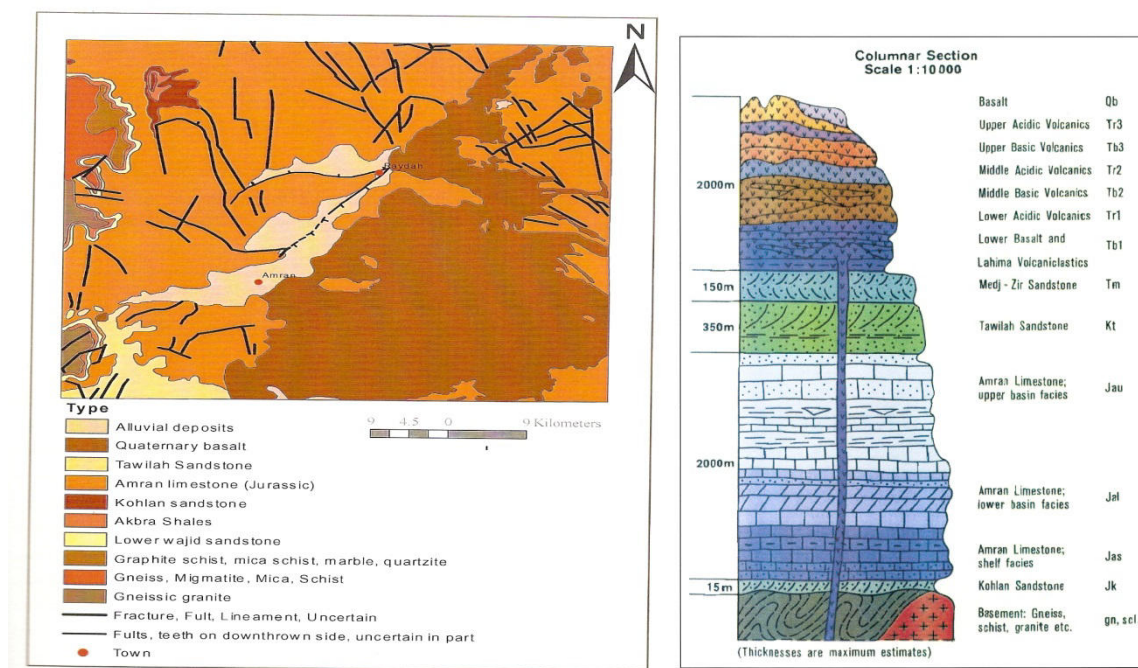 N
Raydah
Amran
Type
Alluvial deposits
Quaternary basalt
Tawilah Sandstone
Amran limestone (Jurassic)
Kohlan sandstone
Akbra Shales
Lower wajid sandstone
Graphite schist, mica schist, marble, quartzite
Gneiss, Migmatite, Mica, Schist
Gneissic granite
Fracture, Fult, Lineament, Uncertain
Fults, teeth on downthrown side, uncertain in part
Town
9 4.5 0 9 Kilometers
Columnar Section
Scale 1:10000
Basalt Qb
Upper Acidic Volcanics Tr3
Upper Basic Volcanics Tb3
Middle Acidic Volcanics Tr2
2000m
Middle Basic Volcanics Tb2
Lower Acidic Volcanics Tr1
Lower Basalt and Tb1
Lahima Volcaniclastics
150m Medj - Zir Sandstone Tm
350m Tawilah Sandstone Kt
Amran Limestone; Jau
upper basin facies
2000m
Amran Limestone; Jal
lower basin facies
Amran Limestone; Jas
shelf facies
15m Kohlan Sandstone Jk
Basement; Gneiss, gn, scl
schist, granite etc.
(Thicknesses are maximum estimates)